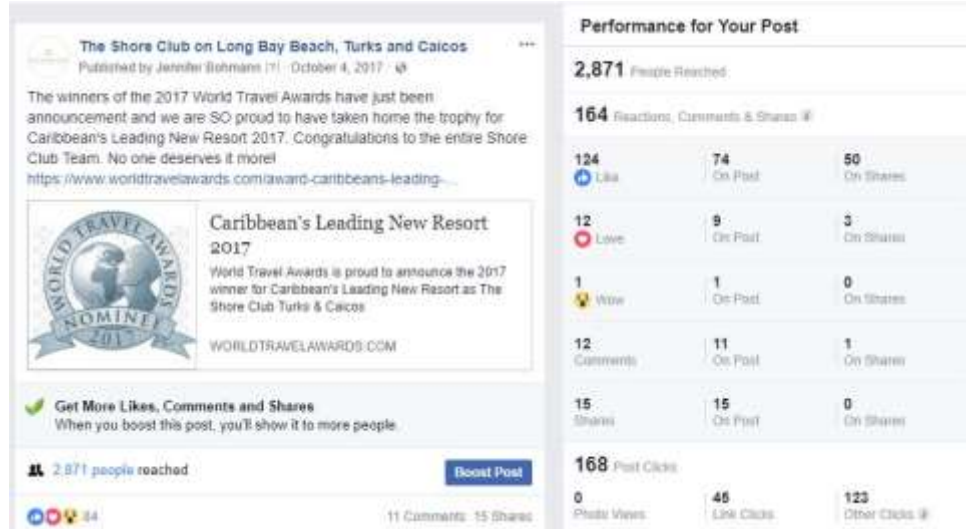 The Shore Club on Long Bay Beach, Turks and Caicos
Published by Jennifer Bohmann [?] · October 4, 2017 ·
The winners of the 2017 World Travel Awards have just been
announcement and we are SO proud to have taken home the trophy for
Caribbean's Leading New Resort 2017. Congratulations to the entire Shore
Club Team. No one deserves it more!
https://www.worldtravelawards.com/award-caribbeans-leading-...
WORLD TRAVEL AWARDS
NOMINEE
2017
Caribbean's Leading New Resort
2017
World Travel Awards is proud to announce the 2017
winner for Caribbean's Leading New Resort as The
Shore Club Turks & Caicos
WORLDTRAVELAWARDS.COM
Get More Likes, Comments and Shares
When you boost this post, you'll show it to more people.
2,871 people reached
Boost Post
84
11 Comments 15 Shares
Performance for Your Post
2,871 People Reached
164 Reactions, Comments & Shares
124 74 50
Like On Post On Shares
12 9 3
Love On Post On Shares
1 1 0
Wow On Post On Shares
12 11 1
Comments On Post On Shares
15 15 0
Shares On Post On Shares
168 Post Clicks
0 45 123
Photo Views Link Clicks Other Clicks